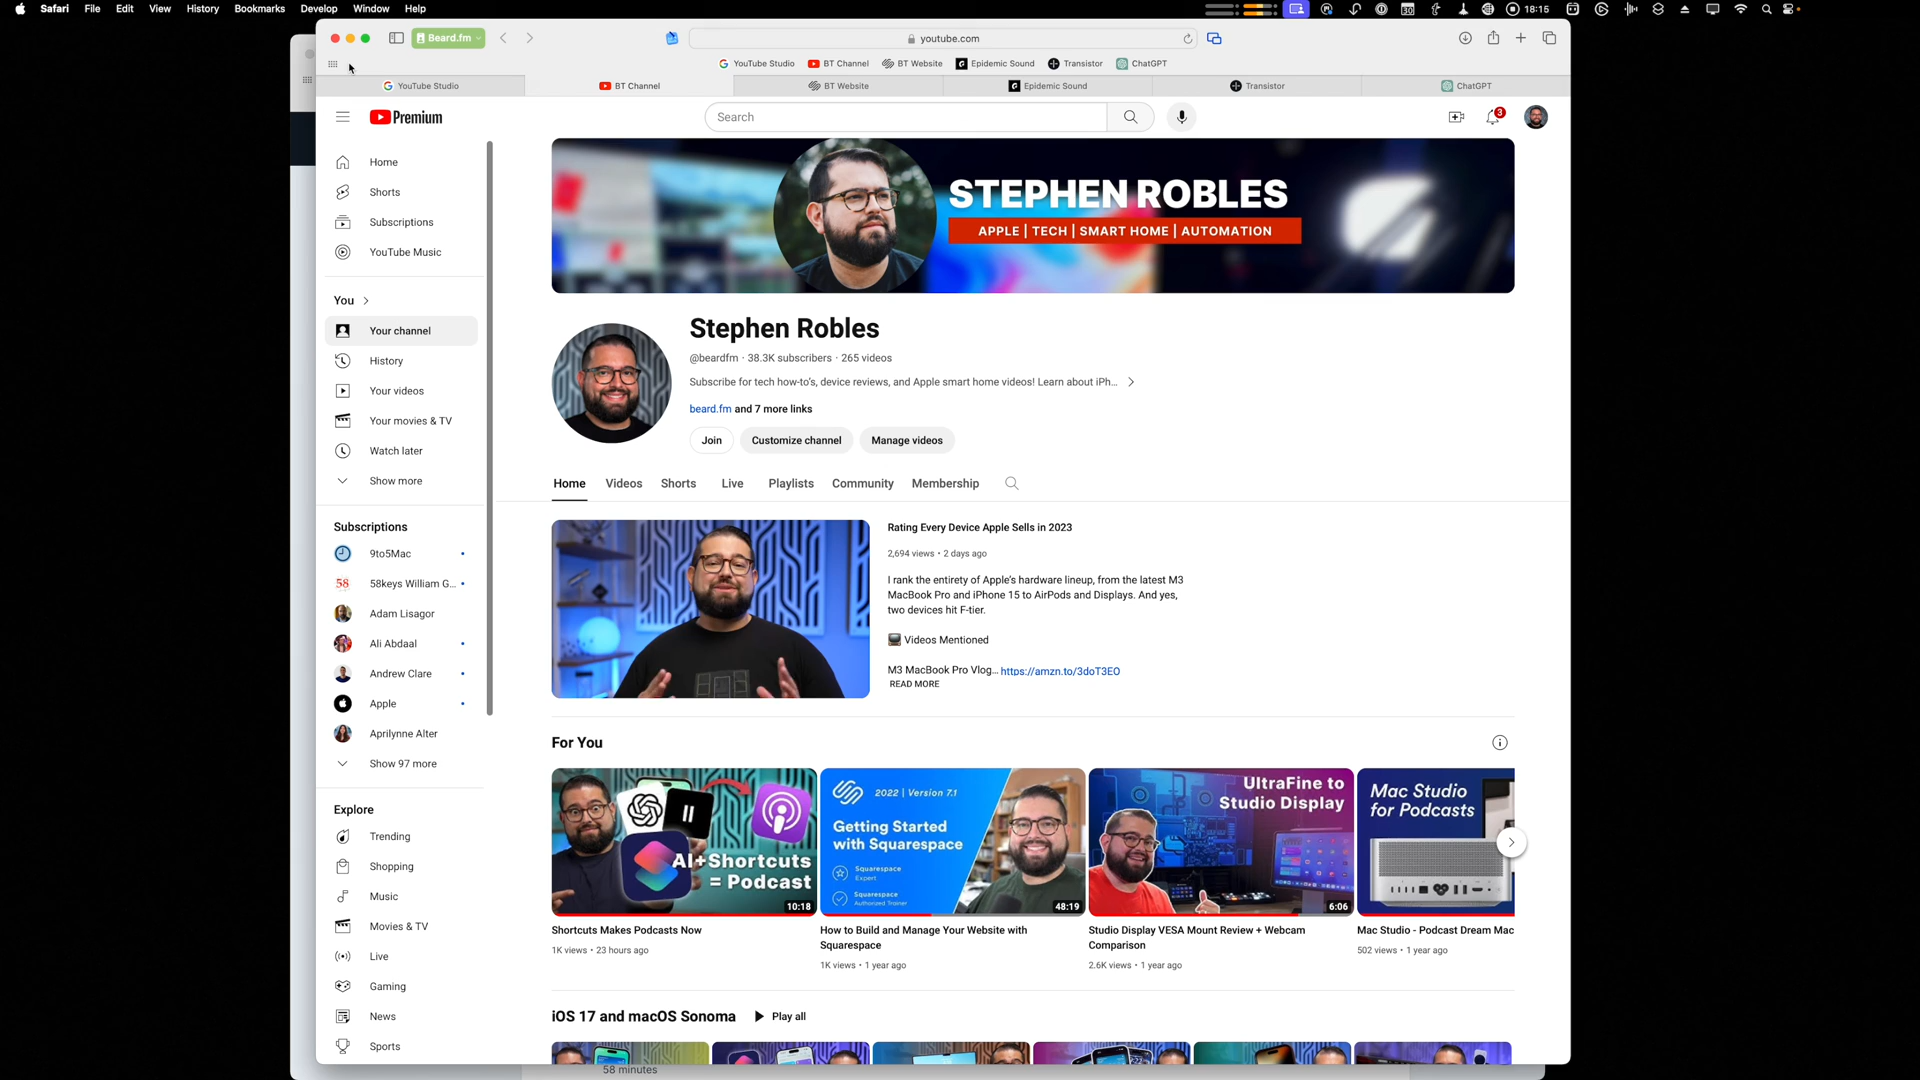 Safari File Edit View History Bookmarks Develop Window Help 18:15
Beard.fm youtube.com
YouTube Studio BT Channel BT Website Epidemic Sound Transistor ChatGPT
YouTube Studio BT Channel BT Website Epidemic Sound Transistor ChatGPT
Premium
Search
3
Home
Shorts
Subscriptions
YouTube Music
You
Your channel
History
Your videos
Your movies & TV
Watch later
Show more
Subscriptions
9to5Mac
58 58keys William G...
Adam Lisagor
Ali Abdaal
Andrew Clare
Apple
Aprilynne Alter
Show 97 more
Explore
Trending
Shopping
Music
Movies & TV
Live
Gaming
News
Sports
STEPHEN ROBLES
APPLE | TECH | SMART HOME | AUTOMATION
Stephen Robles
@beardfm · 38.3K subscribers · 265 videos
Subscribe for tech how-to's, device reviews, and Apple smart home videos! Learn about iPh...
beard.fm and 7 more links
Join Customize channel Manage videos
Home Videos Shorts Live Playlists Community Membership
Rating Every Device Apple Sells in 2023
2,694 views • 2 days ago
I rank the entirety of Apple's hardware lineup, from the latest M3
MacBook Pro and iPhone 15 to AirPods and Displays. And yes,
two devices hit F-tier.
Videos Mentioned
M3 MacBook Pro Vlog... https://amzn.to/3doT3EO
READ MORE
For You
AI+Shortcuts
= Podcast
10:18
Shortcuts Makes Podcasts Now
1K views • 23 hours ago
2022 | Version 7.1
Getting Started
with Squarespace
Squarespace
Expert
Squarespace
Authorized Trainer
48:19
How to Build and Manage Your Website with
Squarespace
1K views • 1 year ago
UltraFine to
Studio Display
6:06
Studio Display VESA Mount Review + Webcam
Comparison
2.6K views • 1 year ago
Mac Studio
for Podcasts
Mac Studio - Podcast Dream Mac
502 views • 1 year ago
iOS 17 and macOS Sonoma Play all
58 minutes